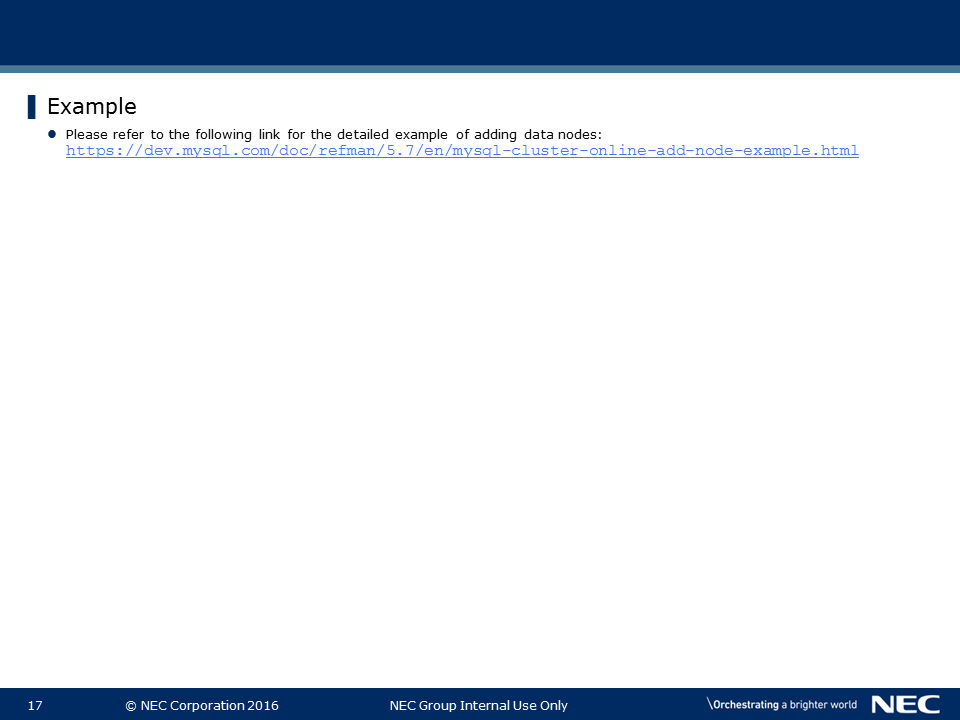 Example
Please refer to the following link for the detailed example of adding data nodes:
https://dev.mysql.com/doc/refman/5.7/en/mysql-cluster-online-add-node-example.html
17 © NEC Corporation 2016 NEC Group Internal Use Only \Orchestrating a brighter world NEC